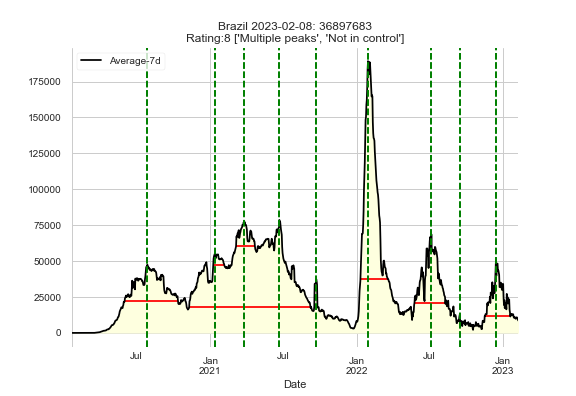 Brazil 2023-02-08: 36897683
Rating:8 ['Multiple peaks', 'Not in control']
Average-7d
175000
150000
125000
100000
75000
50000
25000
0
Jul
Jan
2021
Jul
Jan
2022
Jul
Jan
2023
Date